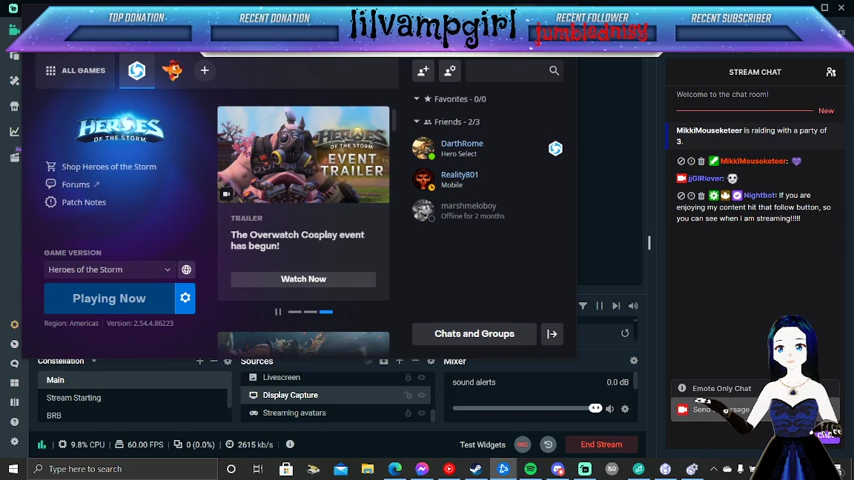 TOP DONATION
RECENT DONATION
lilvampgirl
RECENT FOLLOWER
jumblednisy
RECENT SUBSCRIBER
ALL GAMES
HEROES
OF THE STORM
Shop Heroes of the Storm
Forums
Patch Notes
GAME VERSION
Heroes of the Storm
Playing Now
Region: Americas
Version: 2.54.4.86223
HEROES
OF THE STORM
EVENT
TRAILER
TRAILER
The Overwatch Cosplay event
has begun!
Watch Now
Favorites - 0/0
Friends - 2/3
DarthRome
Hero Select
Reality801
Mobile
marshmeloboy
Offline for 2 months
Chats and Groups
STREAM CHAT
Welcome to the chat room!
New
MikkiMouseketeer is raiding with a party of
3.
MikkiMouseketeer:
jjGIRlover:
Nightbot: If you are
enjoying my content hit that follow button, so
you can see when I am streaming!!!!!
Emote Only Chat
Constellation
Main
Stream Starting
BRB
Sources
Livescreen
Display Capture
Streaming avatars
Mixer
sound alerts
0.0 dB
9.8% CPU
60.00 FPS
0 (0.0%)
2615 kb/s
Test Widgets
REC
End Stream
Type here to search